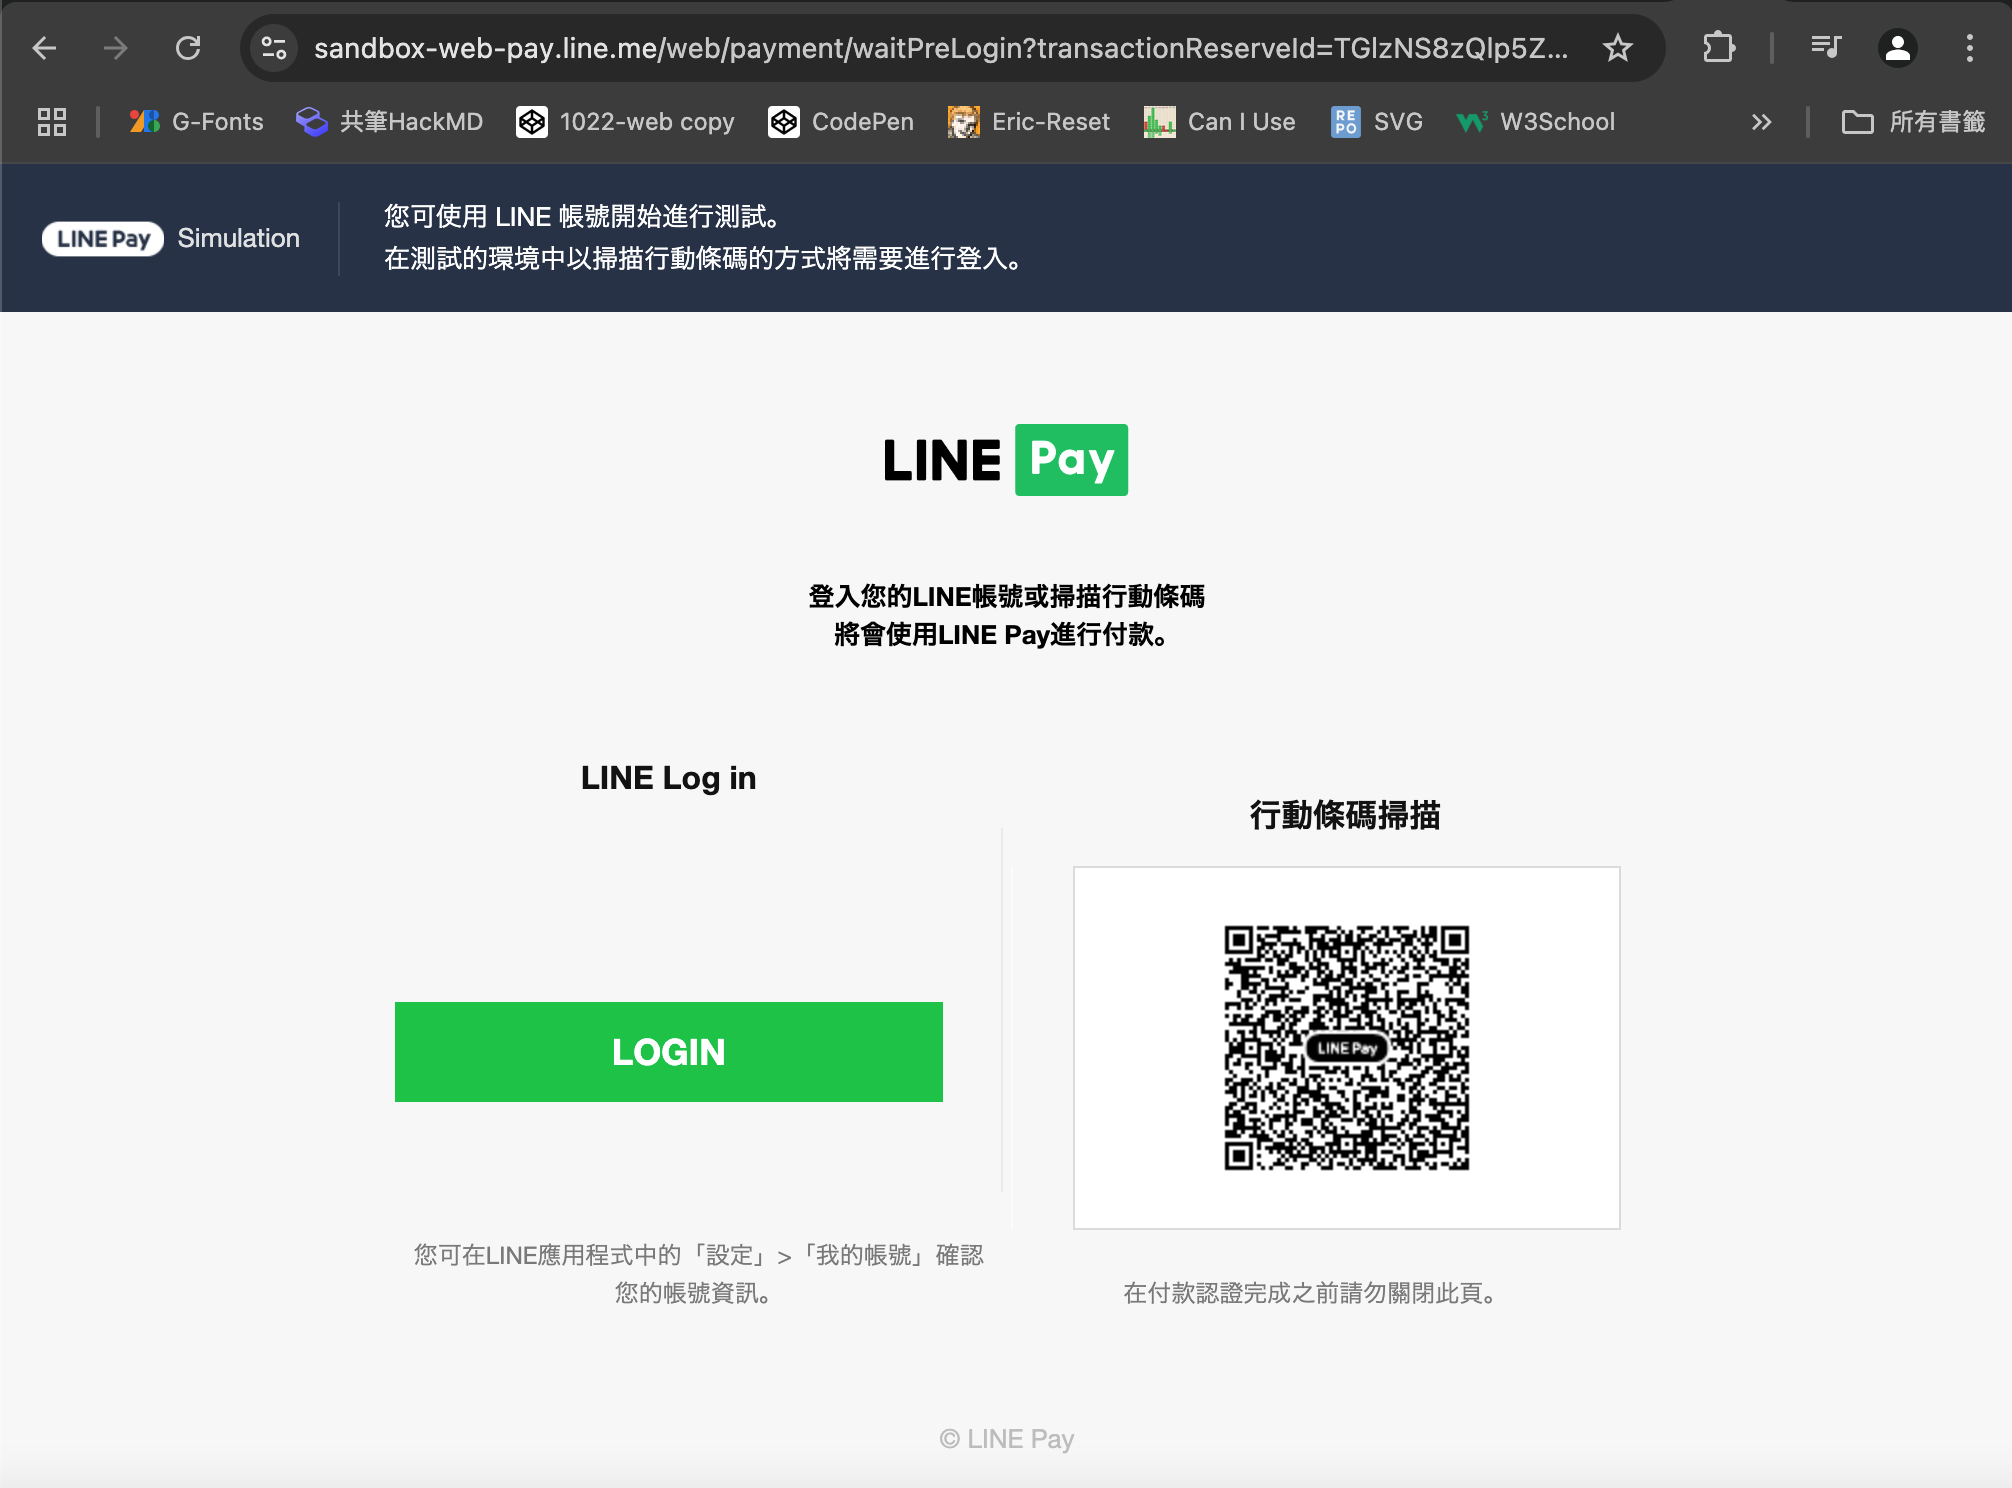 sandbox-web-pay.line.me/web/payment/waitPreLogin?transactionReserveId=TGlzNS8zQlp5Z...
G-Fonts 共筆HackMD 1022-web copy CodePen Eric-Reset Can I Use REPO SVG W3School 所有書籤
LINE Pay Simulation
您可使用 LINE 帳號開始進行測試。
在測試的環境中以掃描行動條碼的方式將需要進行登入。
LINE Pay
登入您的LINE帳號或掃描行動條碼
將會使用LINE Pay進行付款。
LINE Log in
LOGIN
您可在LINE應用程式中的「設定」>「我的帳號」確認
您的帳號資訊。
行動條碼掃描
LINE Pay
在付款認證完成之前請勿關閉此頁。
© LINE Pay